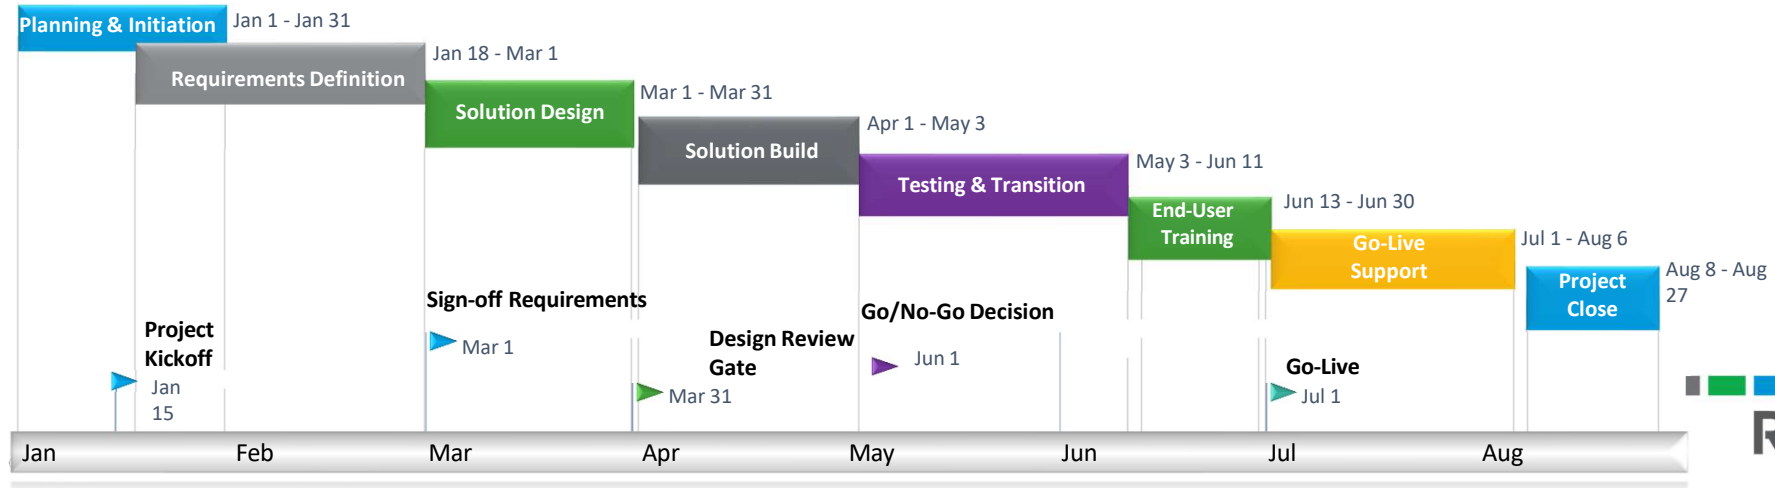 Planning & Initiation
Jan 1 - Jan 31
Requirements Definition
Jan 18 - Mar 1
Solution Design
Mar 1 - Mar 31
Solution Build
Apr 1 - May 3
Testing & Transition
May 3 - Jun 11
End-User
Training
Jun 13 - Jun 30
Go-Live
Support
Jul 1 - Aug 6
Project
Close
Aug 8 - Aug
27
Project
Kickoff
Jan
15
Sign-off Requirements
Mar 1
Design Review
Gate
Mar 31
Go/No-Go Decision
Jun 1
Go-Live
Jul 1
Jan
Feb
Mar
Apr
May
Jun
Jul
Aug